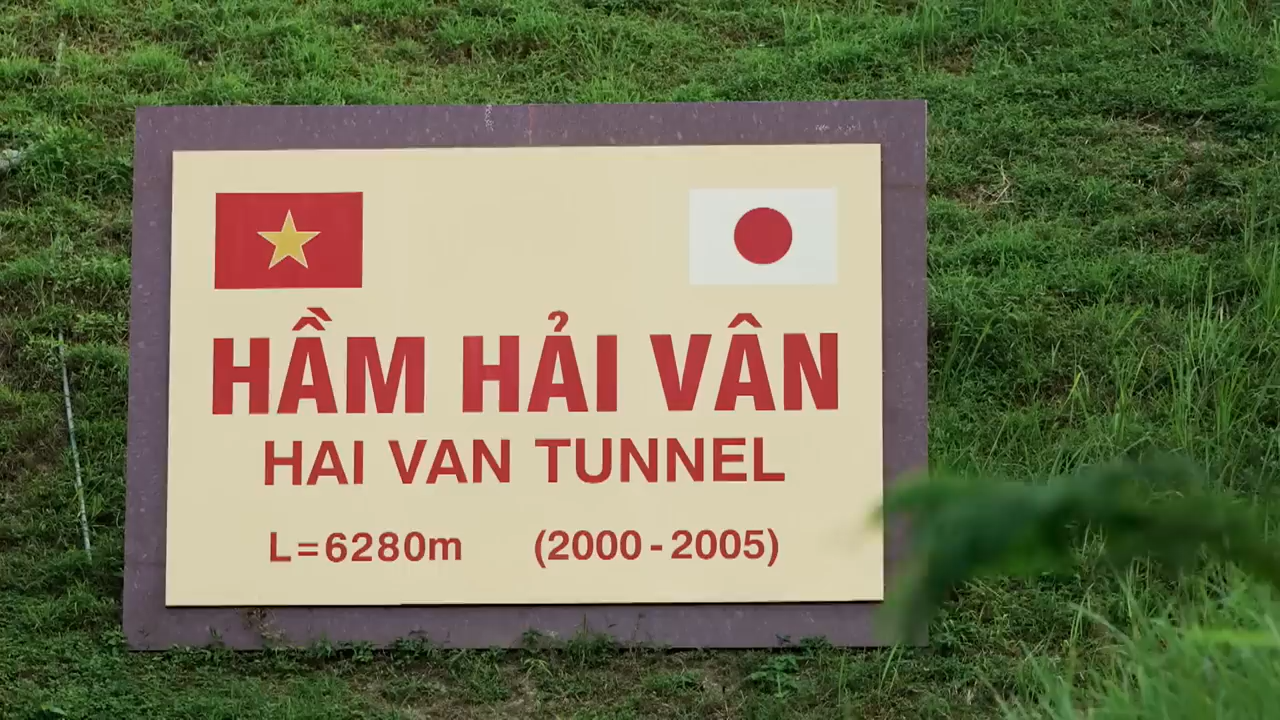 HẦM HẢI VÂN
HAI VAN TUNNEL
L=6280m (2000-2005)